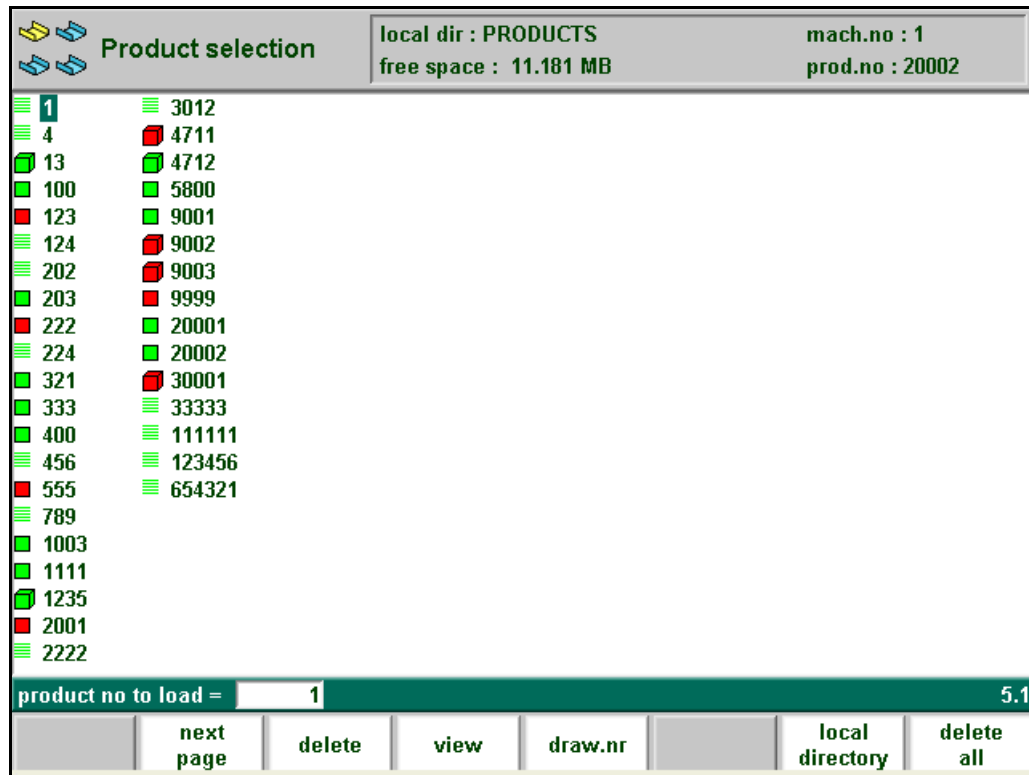 Product selection
local dir : PRODUCTS
free space : 11.181 MB
mach.no : 1
prod.no : 20002
1
4
13
100
123
124
202
203
222
224
321
333
400
456
555
789
1003
1111
1235
2001
2222
3012
4711
4712
5800
9001
9002
9003
9999
20001
20002
30001
33333
111111
123456
654321
product no to load = 1
5.1
next
page
delete
view
draw.nr
local
directory
delete
all